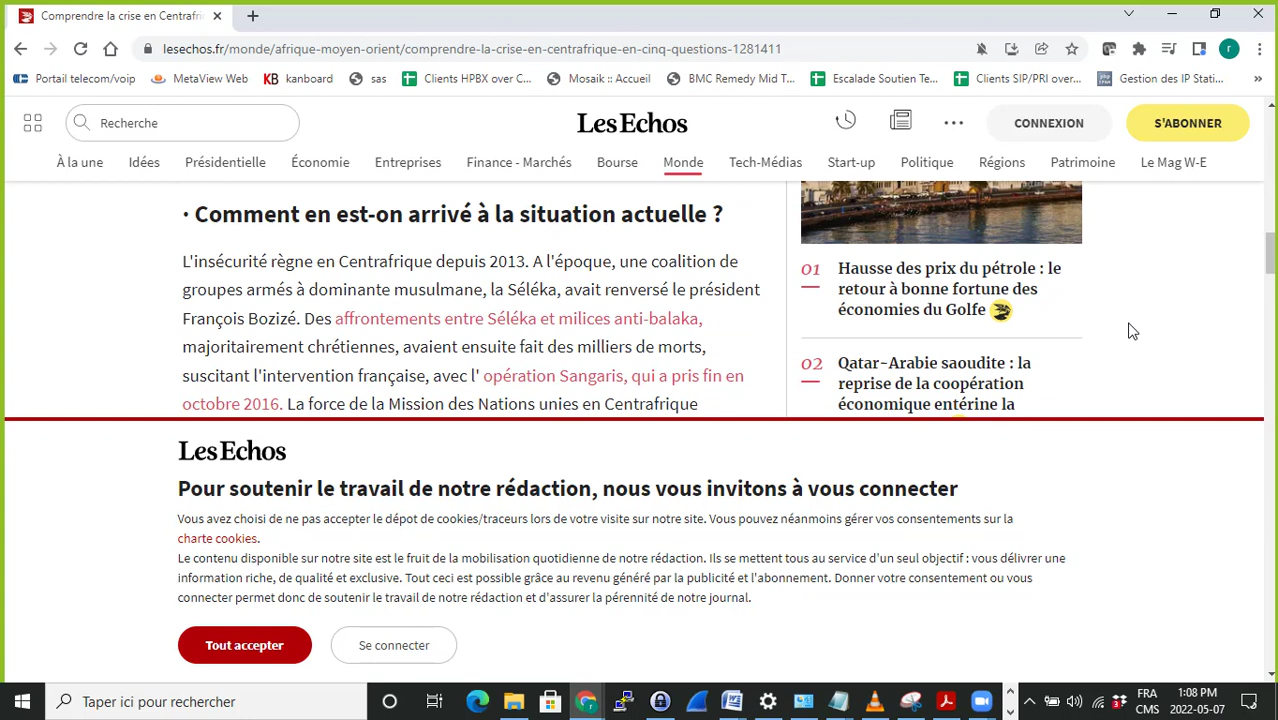 Comprendre la crise en Centrafri
lesechos.fr/monde/afrique-moyen-orient/comprendre-la-crise-en-centrafrique-en-cinq-questions-1281411
r
Portail telecom/voip
MetaView Web
KB kanboard
sas
Clients HPBX over C...
Mosaik :: Accueil
BMC Remedy Mid T...
Escalade Soutien Te...
Clients SIP/PRI over...
Gestion des IP Stati...
»
Recherche
Les Echos
CONNEXION
S'ABONNER
À la une
Idées
Présidentielle
Économie
Entreprises
Finance - Marchés
Bourse
Monde
Tech-Médias
Start-up
Politique
Régions
Patrimoine
Le Mag W-E
· Comment en est-on arrivé à la situation actuelle ?
L'insécurité règne en Centrafrique depuis 2013. A l'époque, une coalition de
groupes armés à dominante musulmane, la Séléka, avait renversé le président
François Bozizé. Des affrontements entre Séléka et milices anti-balaka,
majoritairement chrétiennes, avaient ensuite fait des milliers de morts,
suscitant l'intervention française, avec l' opération Sangaris, qui a pris fin en
octobre 2016. La force de la Mission des Nations unies en Centrafrique
01
Hausse des prix du pétrole : le
retour à bonne fortune des
économies du Golfe
02
Qatar-Arabie saoudite : la
reprise de la coopération
économique entérine la
Les Echos
Pour soutenir le travail de notre rédaction, nous vous invitons à vous connecter
Vous avez choisi de ne pas accepter le dépot de cookies/traceurs lors de votre visite sur notre site. Vous pouvez néanmoins gérer vos consentements sur la
charte cookies.
Le contenu disponible sur notre site est le fruit de la mobilisation quotidienne de notre rédaction. Ils se mettent tous au service d'un seul objectif : vous délivrer une
information riche, de qualité et exclusive. Tout ceci est possible grâce au revenu généré par la publicité et l'abonnement. Donner votre consentement ou vous
connecter permet donc de soutenir le travail de notre rédaction et d'assurer la pérennité de notre journal.
Tout accepter
Se connecter
Taper ici pour rechercher
FRA
CMS
1:08 PM
2022-05-07